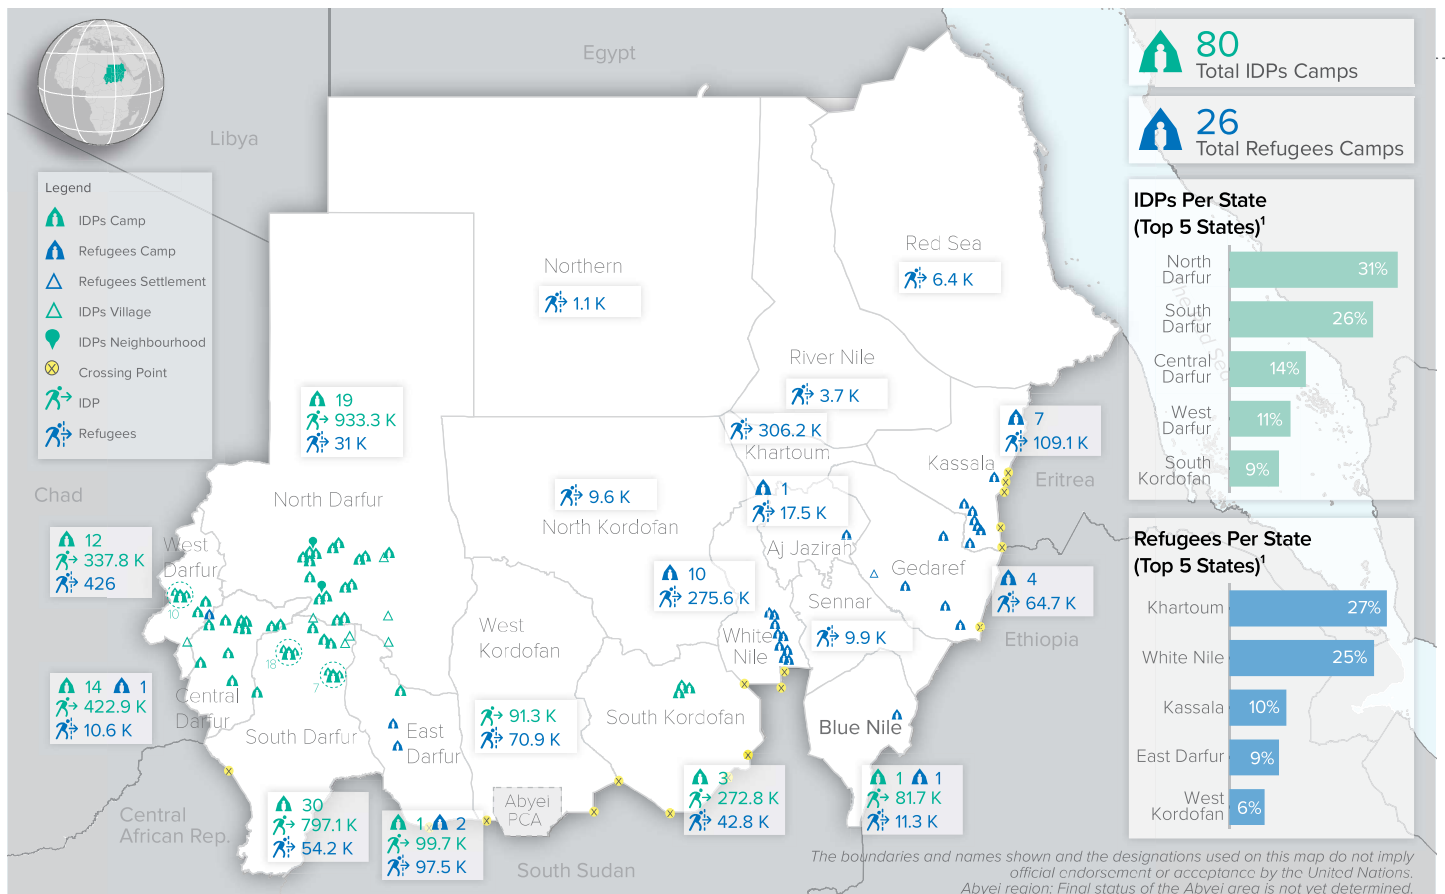 Egypt
Libya
Legend
IDPs Camp
Refugees Camp
Refugees Settlement
IDPs Village
IDPs Neighbourhood
Crossing Point
IDP
Refugees
80
Total IDPs Camps
26
Total Refugees Camps
IDPs Per State
(Top 5 States)¹
North
Darfur
31%
South
Darfur
26%
Central
Darfur
14%
West
Darfur
11%
South
Kordofan
9%
Refugees Per State
(Top 5 States)¹
Khartoum
27%
White Nile
25%
Kassala
10%
East Darfur
9%
West
Kordofan
6%
Northern
1.1 K
Red Sea
6.4 K
River Nile
3.7 K
306.2 K
Khartoum
19
933.3 K
31 K
North Darfur
9.6 K
North Kordofan
1
17.5 K
Aj Jazirah
7
109.1 K
Kassala
Eritrea
Chad
12
337.8 K
426
West
Darfur
10
10
275.6 K
White
Nile
Gedaref
4
64.7 K
Ethiopia
Sennar
9.9 K
West
Kordofan
91.3 K
70.9 K
14
1
422.9 K
10.6 K
Central
Darfur
18
7
South Darfur
30
797.1 K
54.2 K
East
Darfur
1
2
99.7 K
97.5 K
South Kordofan
3
272.8 K
42.8 K
Blue Nile
1
1
81.7 K
11.3 K
Abyei
PCA
Central
African Rep.
South Sudan
The boundaries and names shown and the designations used on this map do not imply
official endorsement or acceptance by the United Nations.
Abyei region: Final status of the Abyei area is not yet determined.